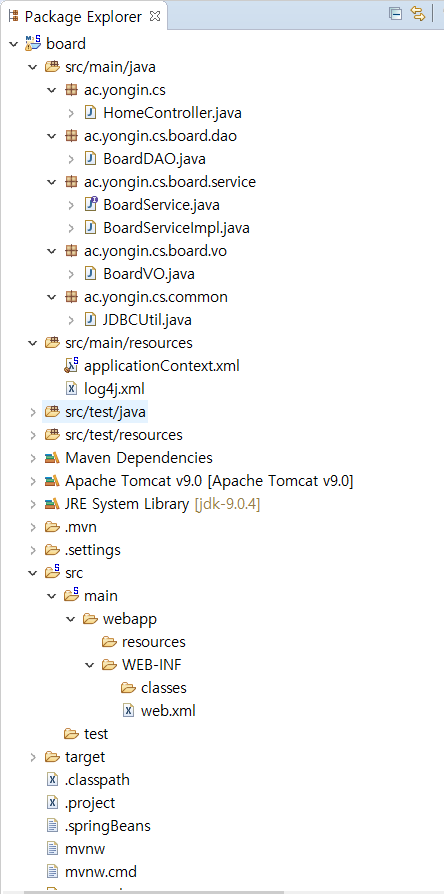 Package Explorer
board
src/main/java
ac.yongin.cs
HomeController.java
ac.yongin.cs.board.dao
BoardDAO.java
ac.yongin.cs.board.service
BoardService.java
BoardServiceImpl.java
ac.yongin.cs.board.vo
BoardVO.java
ac.yongin.cs.common
JDBCUtil.java
src/main/resources
applicationContext.xml
log4j.xml
src/test/java
src/test/resources
Maven Dependencies
Apache Tomcat v9.0 [Apache Tomcat v9.0]
JRE System Library [jdk-9.0.4]
.mvn
.settings
src
main
webapp
resources
WEB-INF
classes
web.xml
test
target
.classpath
.project
.springBeans
mvnw
mvnw.cmd